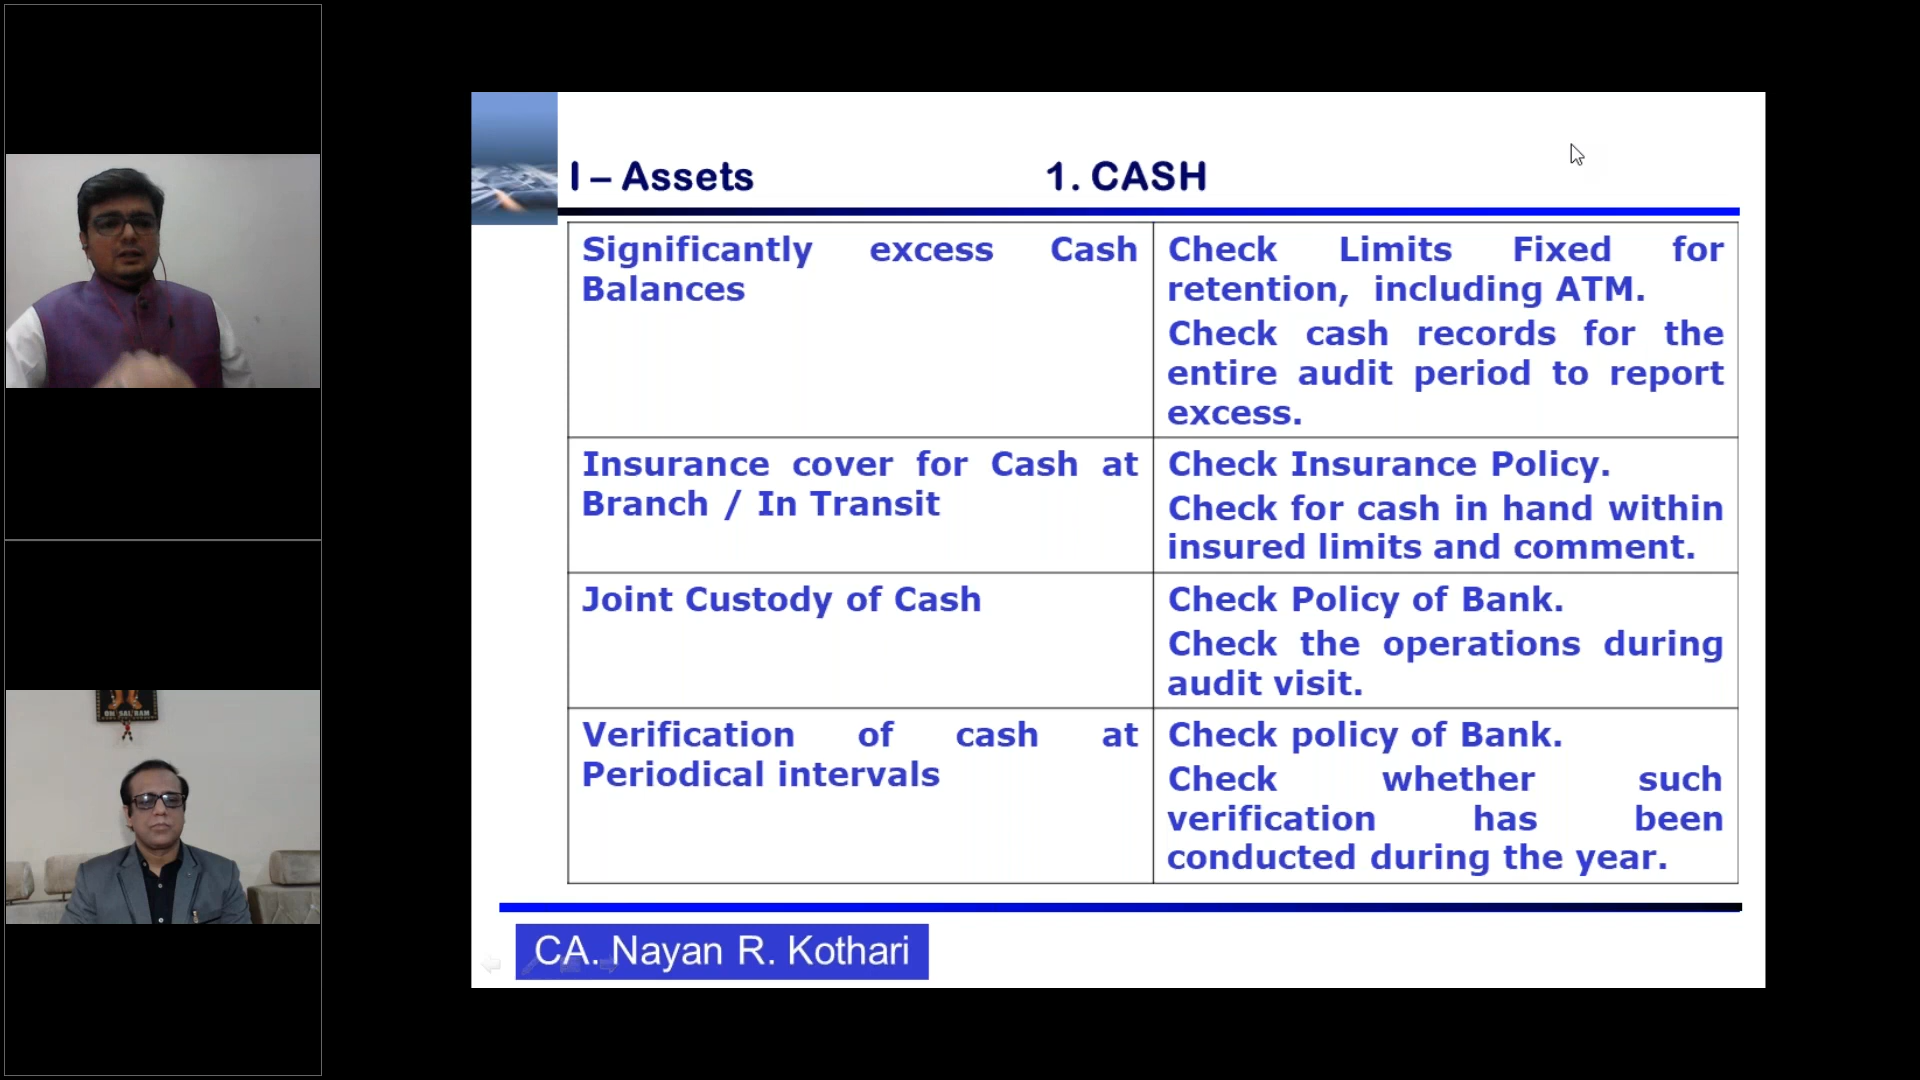 I – Assets 1. CASH
Significantly excess Cash
Balances
Check Limits Fixed for
retention, including ATM.
Check cash records for the
entire audit period to report
excess.
Insurance cover for Cash at
Branch / In Transit
Check Insurance Policy.
Check for cash in hand within
insured limits and comment.
Joint Custody of Cash
Check Policy of Bank.
Check the operations during
audit visit.
Verification of cash at
Periodical intervals
Check policy of Bank.
Check whether such
verification has been
conducted during the year.
CA. Nayan R. Kothari